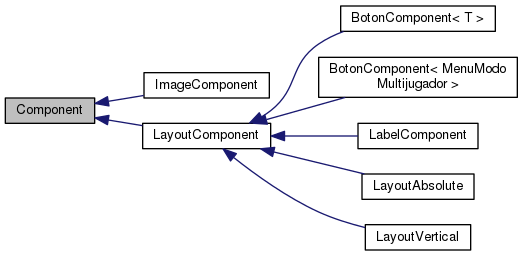 BotonComponent< T >
BotonComponent< MenuModo
Multijugador >
ImageComponent
Component
LayoutComponent
LabelComponent
LayoutAbsolute
LayoutVertical